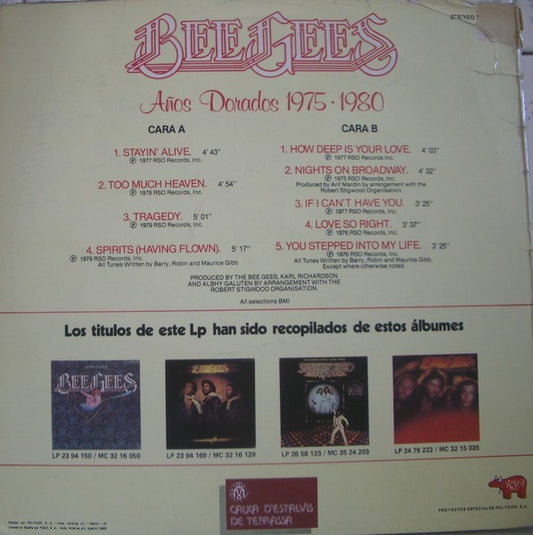 STEREO
BEE GEES
Años Dorados 1975·1980
CARA A
1. STAYIN' ALIVE. 4' 43"
Ⓟ 1977 RSO Records, Inc.
2. TOO MUCH HEAVEN. 4' 54"
Ⓟ 1978 RSO Records, Inc.
3. TRAGEDY. 5' 01"
Ⓟ 1979 RSO Records, Inc.
4. SPIRITS (HAVING FLOWN). 5' 17"
Ⓟ 1979 RSO Records, Inc.
All Tunes Written by Barry, Robin and Maurice Gibb
CARA B
1. HOW DEEP IS YOUR LOVE. 4' 03"
Ⓟ 1977 RSO Records, Inc.
2. NIGHTS ON BROADWAY. 4' 32"
Ⓟ 1975 RSO Records, Inc.
Produced by Arif Mardin by arrangement with the
Robert Stigwood Organisation.
3. IF I CAN'T HAVE YOU. 3' 25"
Ⓟ 1977 RSO Records, Inc.
4. LOVE SO RIGHT. 3' 37"
Ⓟ 1976 RSO Records, Inc.
5. YOU STEPPED INTO MY LIFE. 3' 25"
Ⓟ 1976 RSO Records, Inc.
Except where otherwise noted.
PRODUCED BY THE BEE GEES, KARL RICHARDSON
AND ALBHY GALUTEN BY ARRANGEMENT WITH THE
ROBERT STIGWOOD ORGANISATION.
All selections BMI
Los titulos de este Lp han sido recopilados de estos álbumes
BEE GEES
LP 23 94 150 / MC 32 16 050
LP 23 94 169 / MC 32 16 129
LP 26 58 123 / MC 35 24 203
LP 24 79 222 / MC 32 15 035
CAIXA D'ESTALVIS
DE TERRASSA
RSO
PROYECTOS ESPECIALES POLYDOR, S.A.